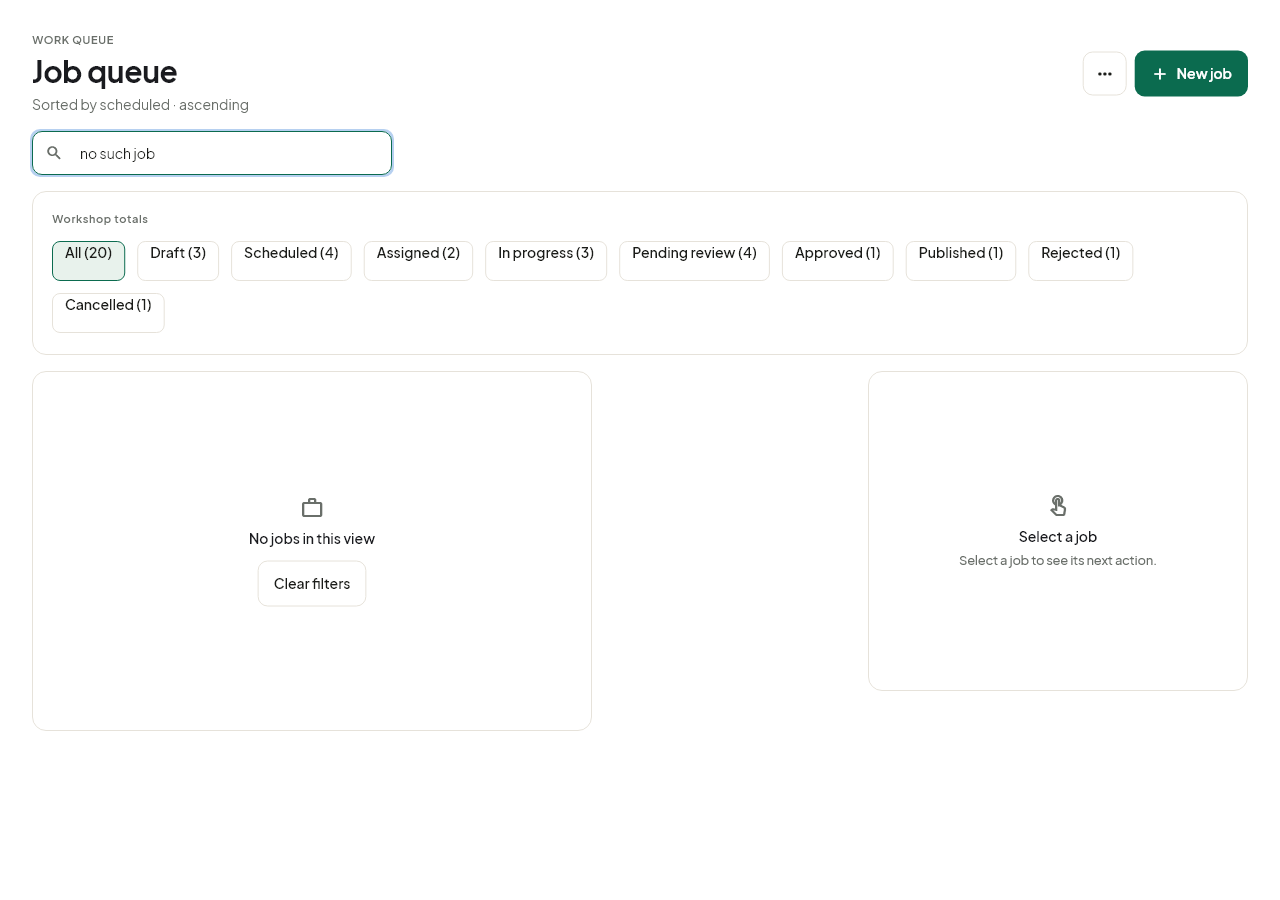 WORK QUEUE
Job queue
Sorted by scheduled · ascending
New job
no such job
Workshop totals
All (20)
Draft (3)
Scheduled (4)
Assigned (2)
In progress (3)
Pending review (4)
Approved (1)
Published (1)
Rejected (1)
Cancelled (1)
No jobs in this view
Clear filters
Select a job
Select a job to see its next action.